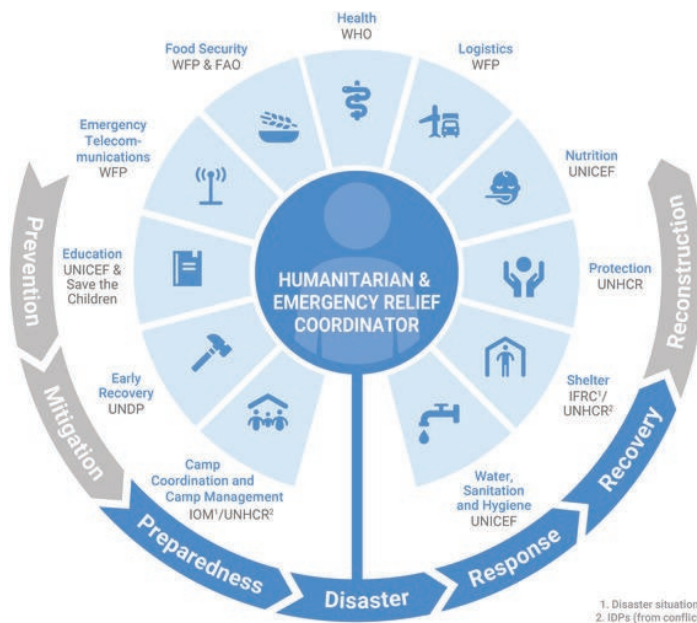 Health
WHO
Logistics
WFP
Food Security
WFP & FAO
Emergency
Telecom-
munications
WFP
Nutrition
UNICEF
Education
UNICEF &
Save the
Children
Protection
UNHCR
HUMANITARIAN &
EMERGENCY RELIEF
COORDINATOR
Early
Recovery
UNDP
Shelter
IFRC¹/
UNHCR²
Camp
Coordination and
Camp Management
IOM¹/UNHCR²
Water,
Sanitation
and Hygiene
UNICEF
Prevention
Mitigation
Preparedness
Disaster
Response
Recovery
Reconstruction
1. Disaster situation
2. IDPs (from conflic